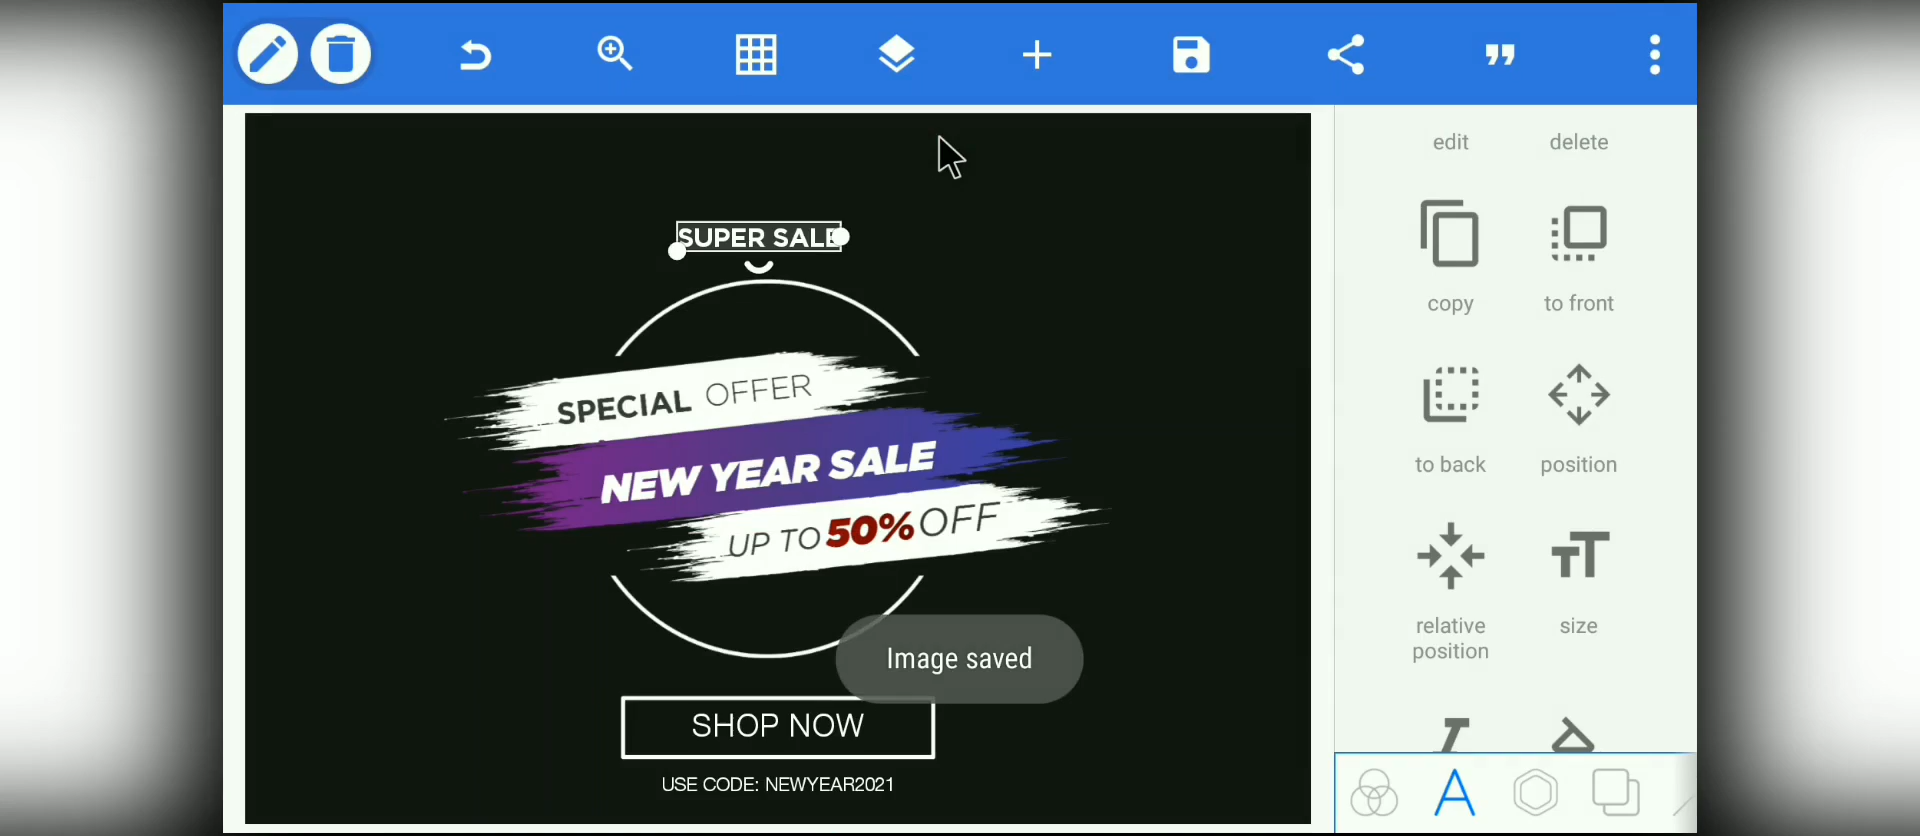 edit
delete
SUPER SALE
copy
to front
SPECIAL OFFER
NEW YEAR SALE
to back
position
UP TO 50% OFF
relative
position
size
Image saved
SHOP NOW
USE CODE: NEWYEAR2021